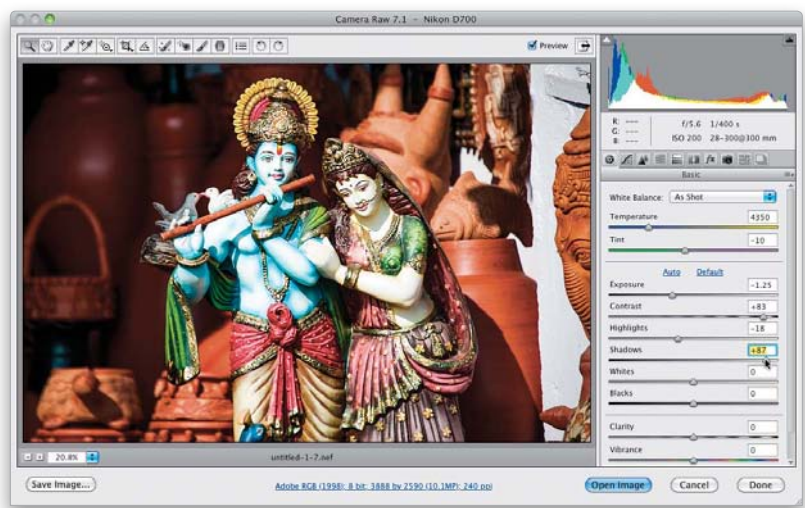 Camera Raw 7.1 – Nikon D700
Preview
R: ---
G: ---
B: ---
f/5.6 1/400 s
ISO 200 28-300@300 mm
fx
Basic
White Balance: As Shot
Temperature 4350
Tint -10
Auto Default
Exposure -1.25
Contrast +83
Highlights -18
Shadows +87
Whites 0
Blacks 0
Clarity 0
Vibrance 0
20.8% untitled-1-7.nef
Save Image... Adobe RGB (1998); 8 bit; 3888 by 2590 (10.1MP); 240 ppi Open Image Cancel Done